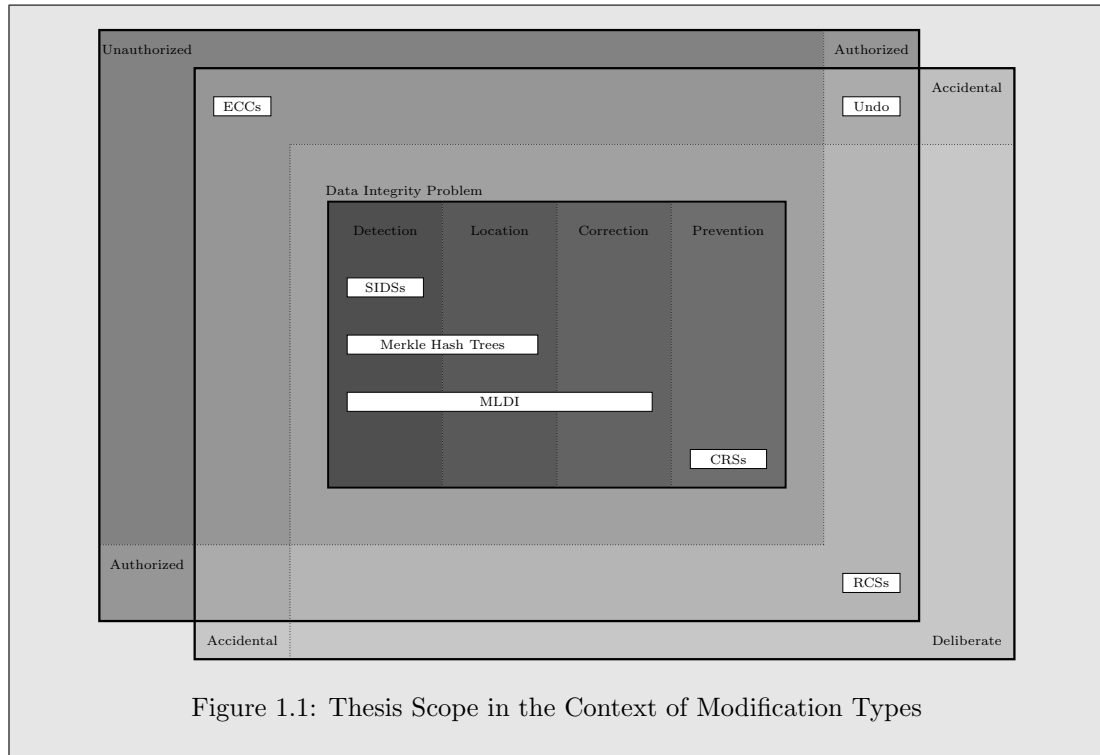 Unauthorized
Authorized
Accidental
ECCs
Undo
Data Integrity Problem
Detection
Location
Correction
Prevention
SIDSs
Merkle Hash Trees
MLDI
CRSs
Authorized
RCSs
Accidental
Deliberate
Figure 1.1: Thesis Scope in the Context of Modification Types